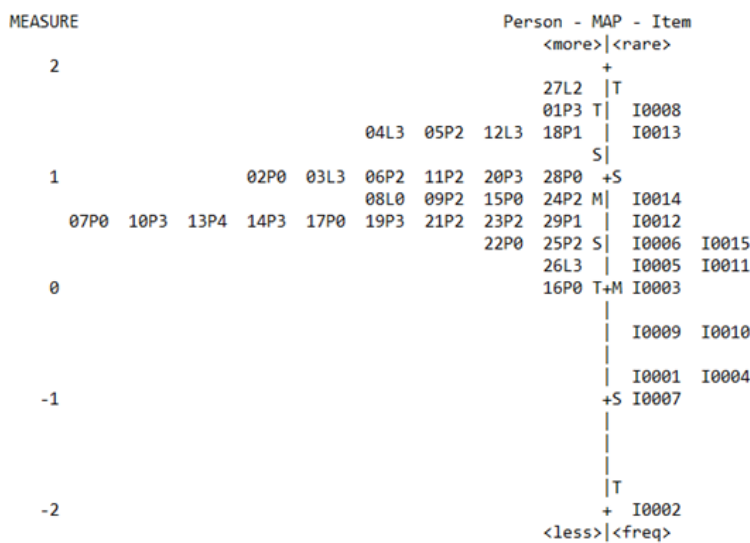 MEASURE Person - MAP - Item
<more>|<rare>
2 +
27L2 |T
01P3 T| I0008
04L3 05P2 12L3 18P1 | I0013
S|
1 02P0 03L3 06P2 11P2 20P3 28P0 +S
08L0 09P2 15P0 24P2 M| I0014
07P0 10P3 13P4 14P3 17P0 19P3 21P2 23P2 29P1 | I0012
22P0 25P2 S| I0006 I0015
26L3 | I0005 I0011
0 16P0 T+M I0003
|
| I0009 I0010
|
| I0001 I0004
-1 +S I0007
|
|
|
|T
-2 + I0002
<less>|<freq>